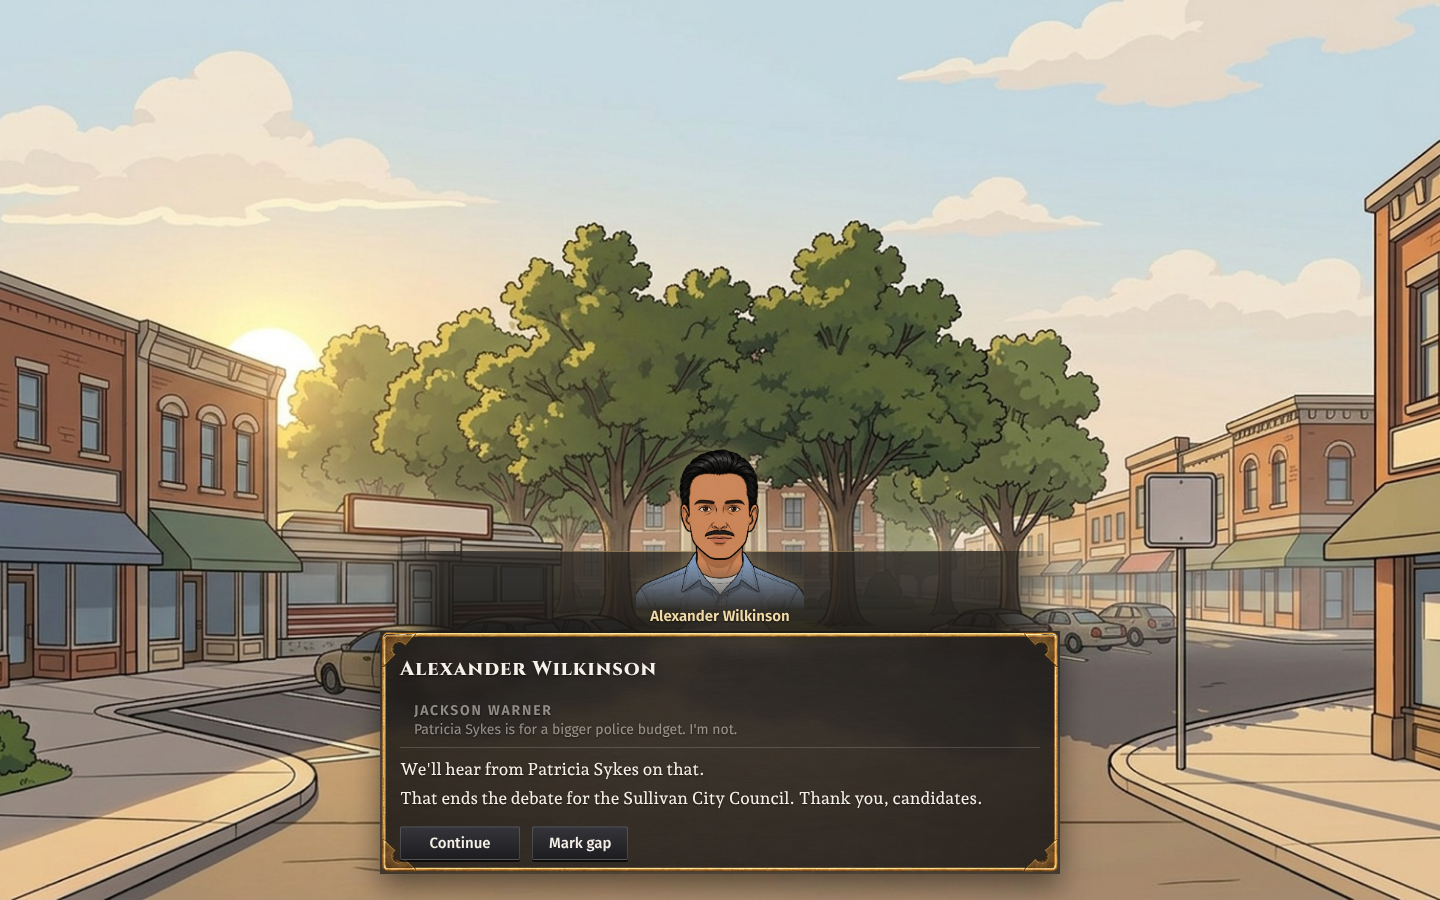 Alexander Wilkinson
ALEXANDER WILKINSON
JACKSON WARNER
Patricia Sykes is for a bigger police budget. I'm not.
We'll hear from Patricia Sykes on that.
That ends the debate for the Sullivan City Council. Thank you, candidates.
Continue
Mark gap